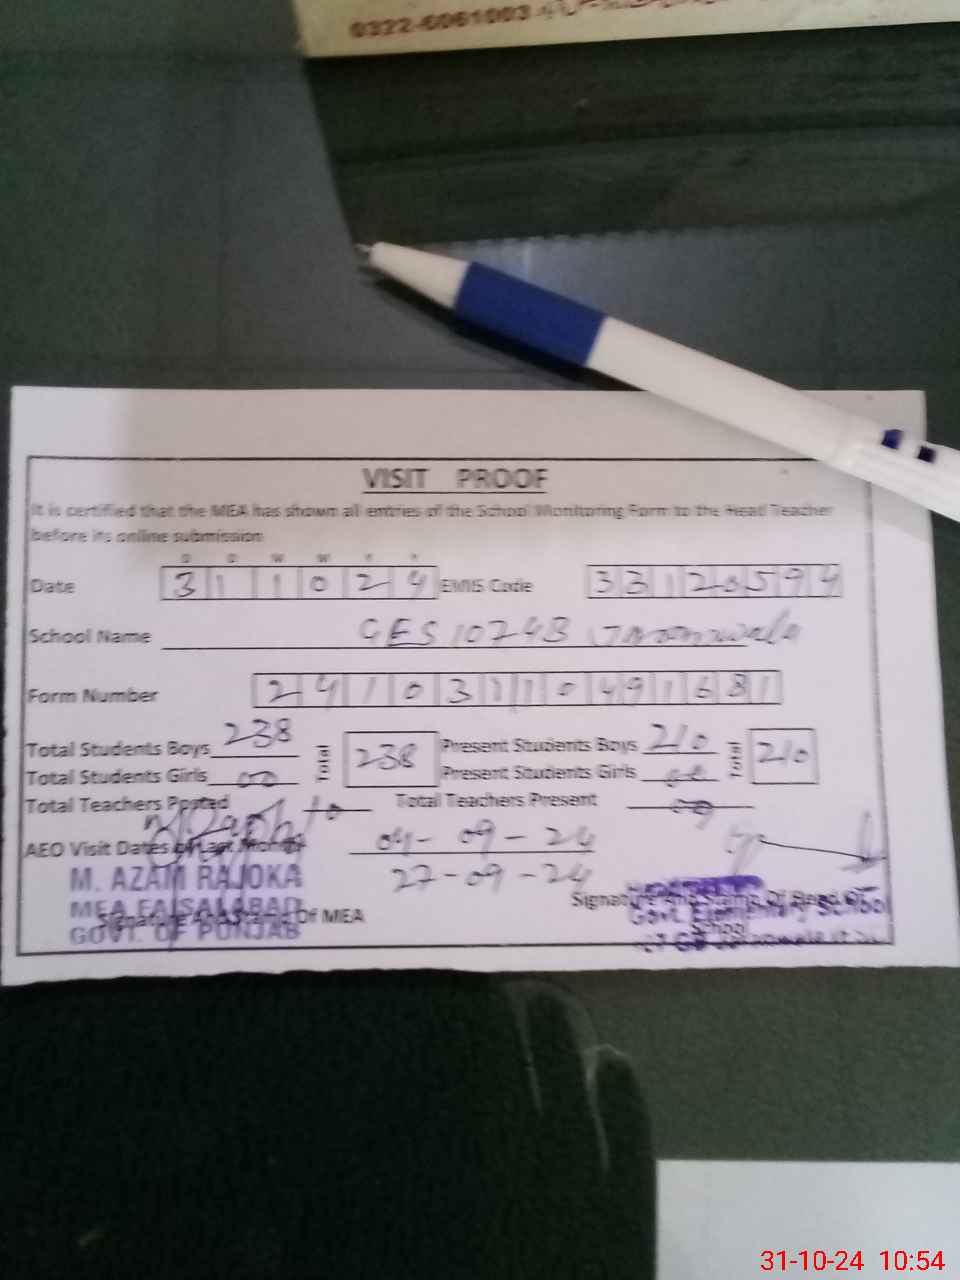 0322-6061003
VISIT PROOF
It is certified that the MEA has shown all entries of the School Monitoring Form to the Head Teacher
before its online submission
D D M M Y Y
Date 3 1 1 0 2 4 EMIS Code 3 3 1 2 0 5 9 4
School Name GES 107 GB
Form Number 2 4 1 0 3 1 1 0 4 9 1 6 8 1
Total Students Boys 238 Total 238 Present Students Boys 210 Total 210
Total Students Girls 00 Present Students Girls 00
Total Teachers Posted 10 Total Teachers Present 09
AEO Visit Dates of Last Month 04-09-24
27-09-24
M. AZAM RAJOKA
MEA FAISALABAD
GOVT. OF PUNJAB
Signature And Stamp Of MEA
Signature And Stamp Of Head Of
School
Govt. Elementary School
31-10-24 10:54